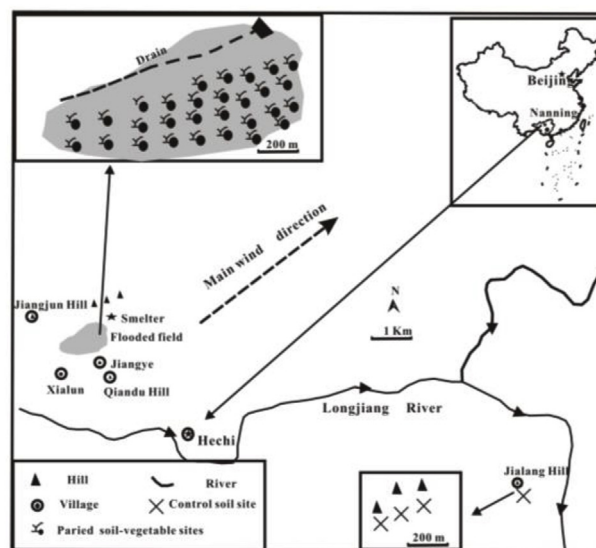 Drain
200 m
Beijing
Nanning
Main wind direction
N
1 Km
Jiangjun Hill
Smelter
Flooded field
Jiangye
Xialun
Qiandu Hill
Longjiang River
Hechi
Jialang Hill
200 m
Hill
River
Village
Control soil site
Paried soil-vegetable sites